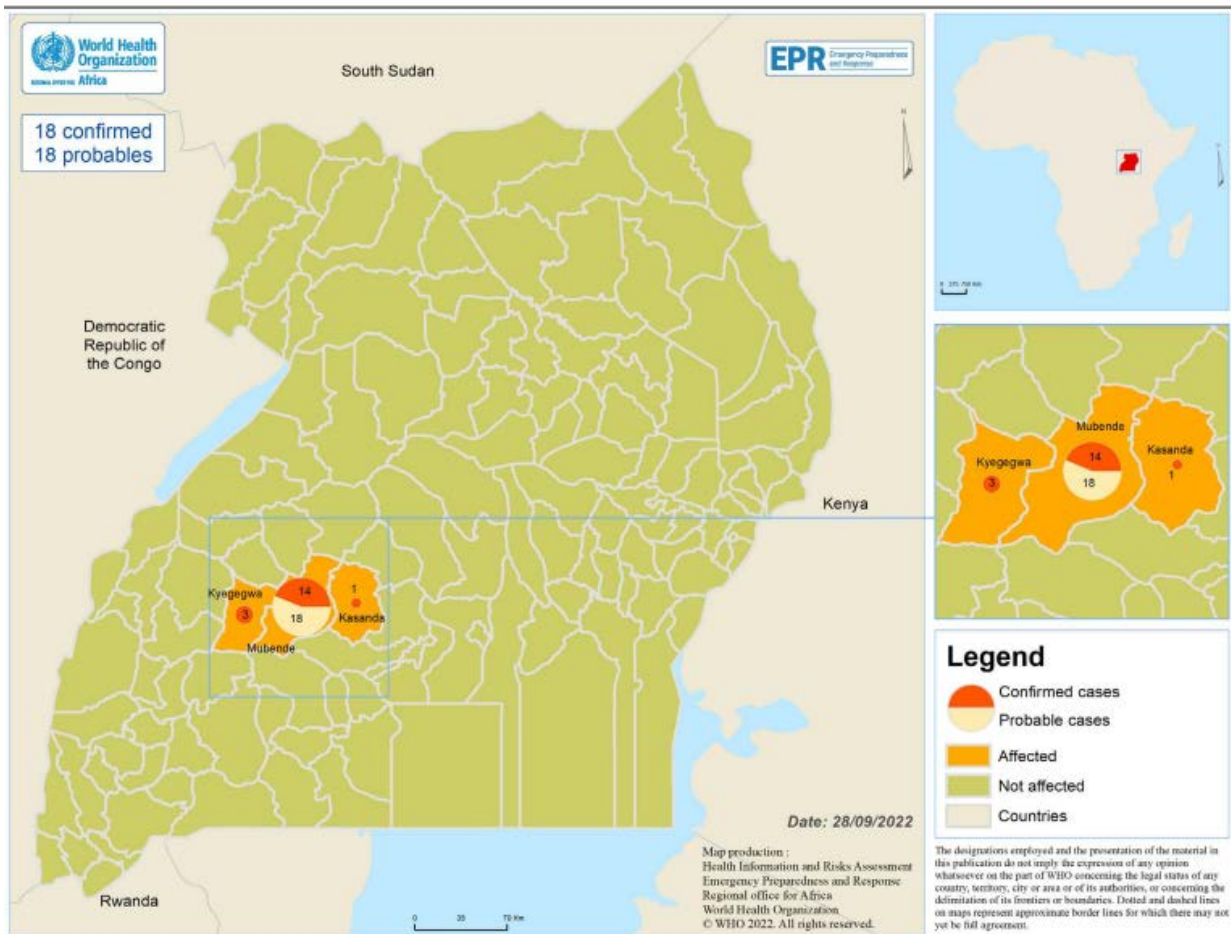 World Health
Organization
REGIONAL OFFICE FOR Africa
EPR Emergency Preparedness
and Response
18 confirmed
18 probables
South Sudan
Democratic
Republic of
the Congo
Kenya
Rwanda
N
Kyegegwa
3
14
18
Mubende
1
Kasanda
Date: 28/09/2022
Map production :
Health Information and Risks Assessment
Emergency Preparedness and Response
Regional office for Africa
World Health Organization
© WHO 2022. All rights reserved.
0 35 70 Km
Mubende
Kyegegwa
Kasanda
3
14
18
1
Legend
Confirmed cases
Probable cases
Affected
Not affected
Countries
The designations employed and the presentation of the material in
this publication do not imply the expression of any opinion
whatsoever on the part of WHO concerning the legal status of any
country, territory, city or area or of its authorities, or concerning the
delimitation of its frontiers or boundaries. Dotted and dashed lines
on maps represent approximate border lines for which there may not
yet be full agreement.